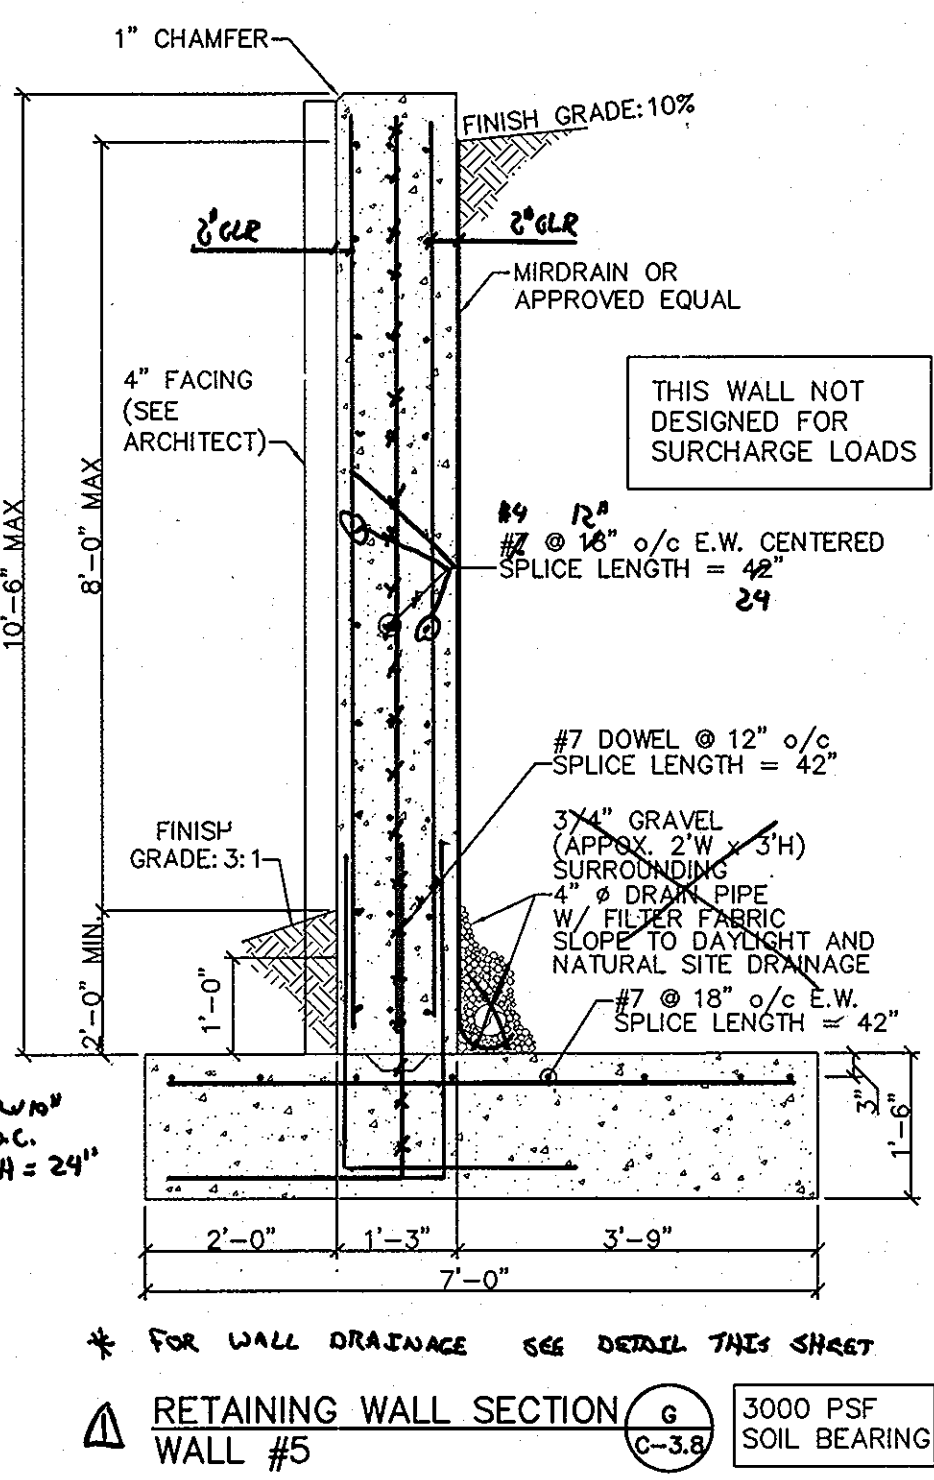 1" CHAMFER
FINISH GRADE: 10%
2" CLR
2" CLR
MIRDRAIN OR
APPROVED EQUAL
4" FACING
(SEE
ARCHITECT)
THIS WALL NOT
DESIGNED FOR
SURCHARGE LOADS
10'-6" MAX
8'-0" MAX
#4 12"
#7 @ 18" o/c E.W. CENTERED
SPLICE LENGTH = 42"
24
#7 DOWEL @ 12" o/c
SPLICE LENGTH = 42"
3/4" GRAVEL
(APPOX. 2'W x 3'H)
SURROUNDING
4" ø DRAIN PIPE
W/ FILTER FABRIC
SLOPE TO DAYLIGHT AND
NATURAL SITE DRAINAGE
FINISH
GRADE: 3:1
2'-0" MIN.
1'-0"
#7 @ 18" o/c E.W.
SPLICE LENGTH = 42"
3"
1'-6"
W/10"
O.C.
H = 24"
2'-0"
1'-3"
3'-9"
7'-0"
* FOR WALL DRAINAGE SEE DETAIL THIS SHEET
1
RETAINING WALL SECTION
WALL #5
G
C-3.8
3000 PSF
SOIL BEARING